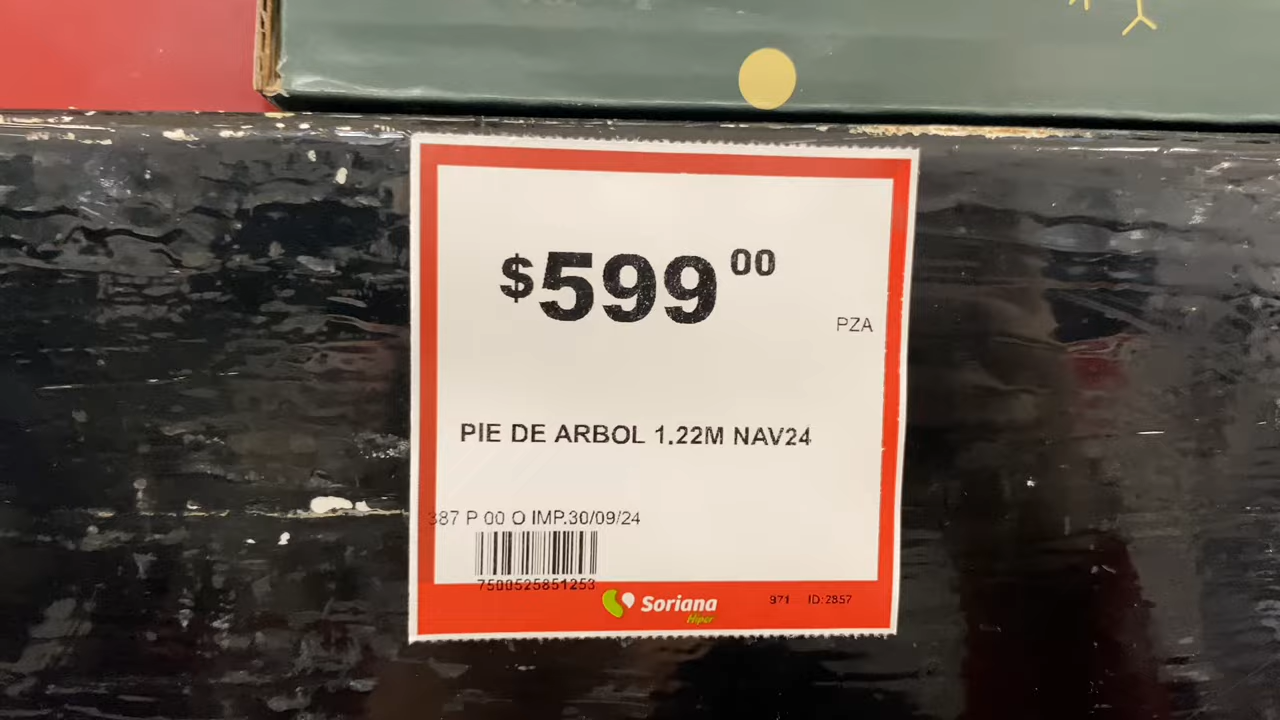 $599 00
PZA
PIE DE ARBOL 1.22M NAV24
387 P 00 O IMP.30/09/24
7500525851253
Soriana
Hiper
971 ID:2857